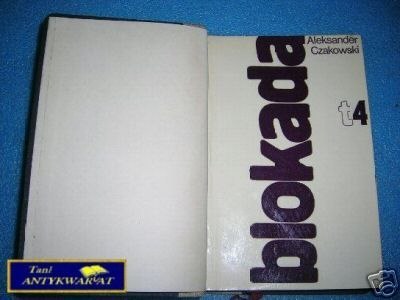 Aleksander
Czakowski
blokada
t4
Tani
ANTYKWARIAT